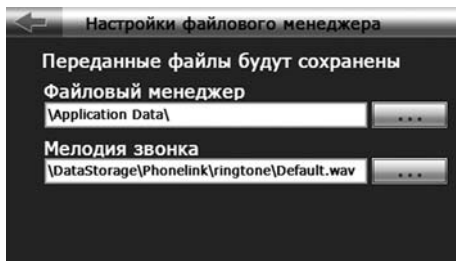 Настройки файлового менеджера
Переданные файлы будут сохранены
Файловый менеджер
\Application Data\
...
Мелодия звонка
\DataStorage\Phonelink\ringtone\Default.wav
...